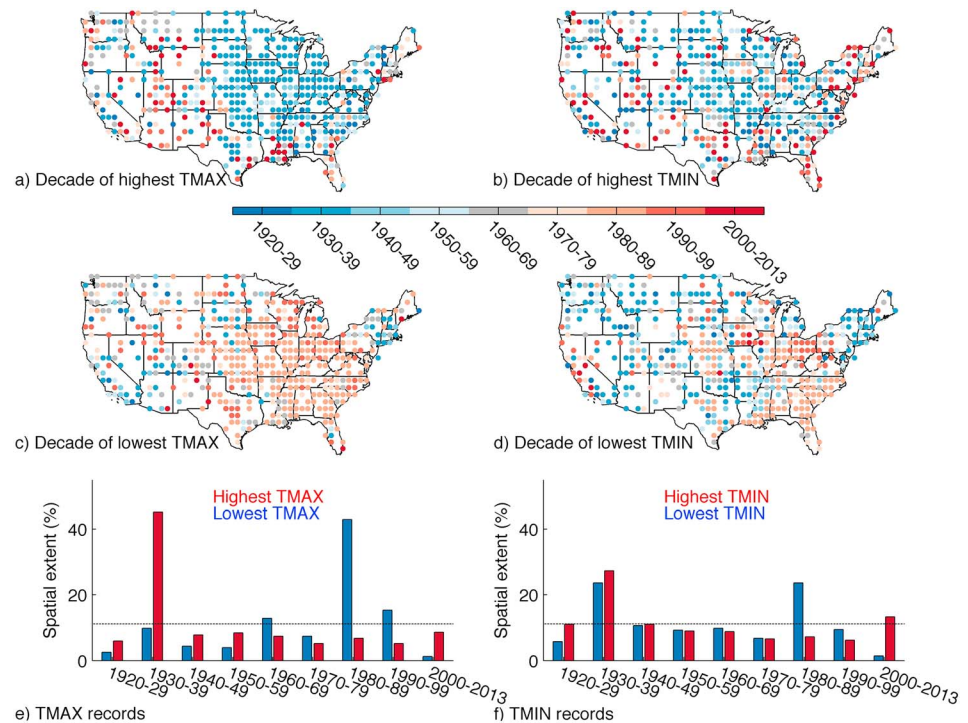 a) Decade of highest TMAX
b) Decade of highest TMIN
1920-29
1930-39
1940-49
1950-59
1960-69
1970-79
1980-89
1990-99
2000-2013
c) Decade of lowest TMAX
d) Decade of lowest TMIN
Highest TMAX
Lowest TMAX
Spatial extent (%)
40
20
0
1920-29
1930-39
1940-49
1950-59
1960-69
1970-79
1980-89
1990-99
2000-2013
e) TMAX records
Highest TMIN
Lowest TMIN
Spatial extent (%)
40
20
0
1920-29
1930-39
1940-49
1950-59
1960-69
1970-79
1980-89
1990-99
2000-2013
f) TMIN records